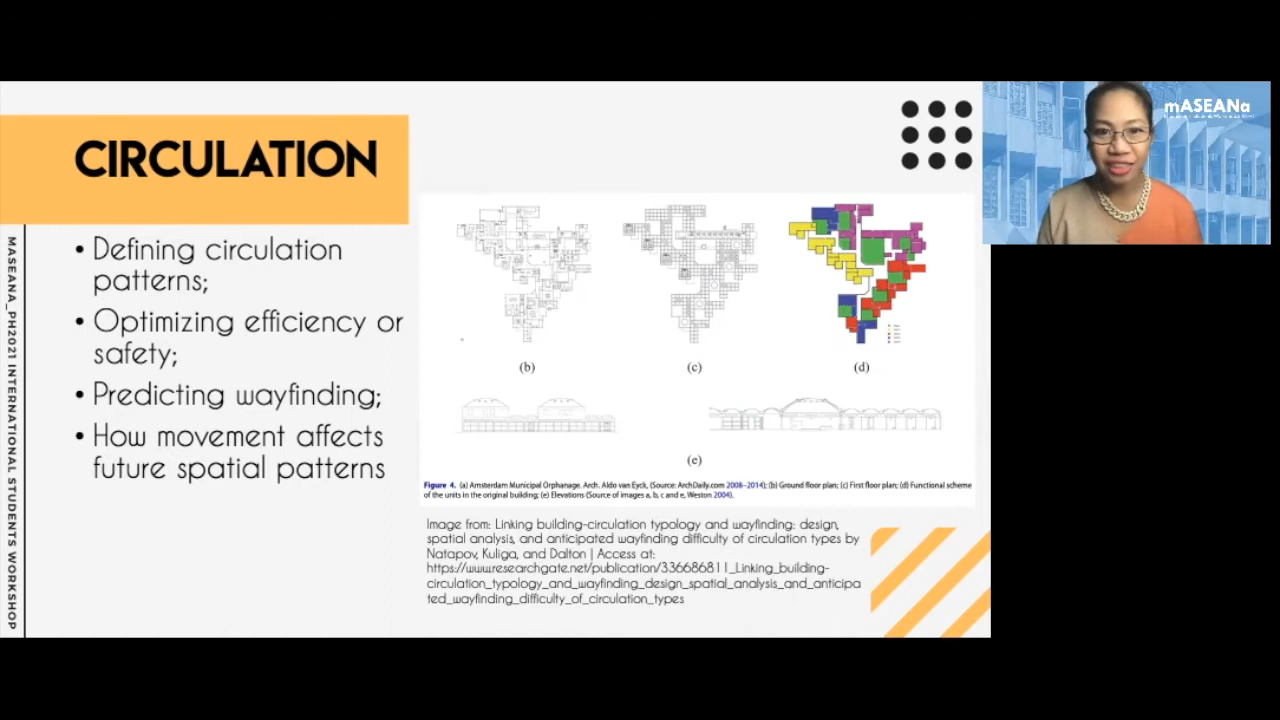 CIRCULATION
• Defining circulation
patterns;
• Optimizing efficiency or
safety;
• Predicting wayfinding;
• How movement affects
future spatial patterns
MASEANA_PH2021 INTERNATIONAL STUDENTS WORKSHOP
(b)
(c)
(d)
(e)
Figure 4. (a) Amsterdam Municipal Orphanage. Arch. Aldo van Eyck, (Source: ArchDaily.com 2008–2014); (b) Ground floor plan; (c) First floor plan; (d) Functional scheme
of the units in the original building; (e) Elevations (Source of images a, b, c and e, Weston 2004).
Image from: Linking building-circulation typology and wayfinding: design,
spatial analysis, and anticipated wayfinding difficulty of circulation types by
Natapov, Kuliga, and Dalton | Access at:
https://www.researchgate.net/publication/336686811_Linking_building-
circulation_typology_and_wayfinding_design_spatial_analysis_and_anticipa
ted_wayfinding_difficulty_of_circulation_types
mASEANa